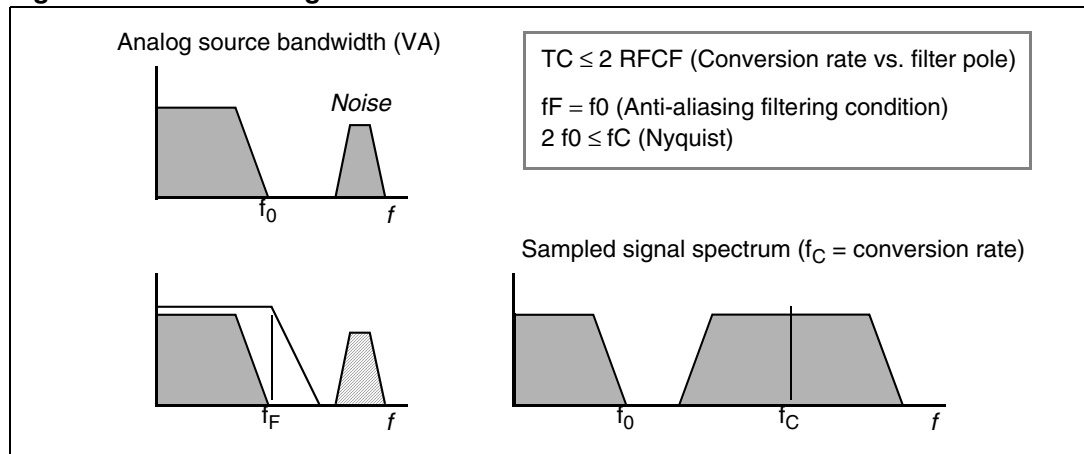 Analog source bandwidth (VA)
TC ≤ 2 RFCF (Conversion rate vs. filter pole)
fF = f0 (Anti-aliasing filtering condition)
2 f0 ≤ fC (Nyquist)
Noise
f0
f
Sampled signal spectrum (fC = conversion rate)
fF
f
f0
fC
f